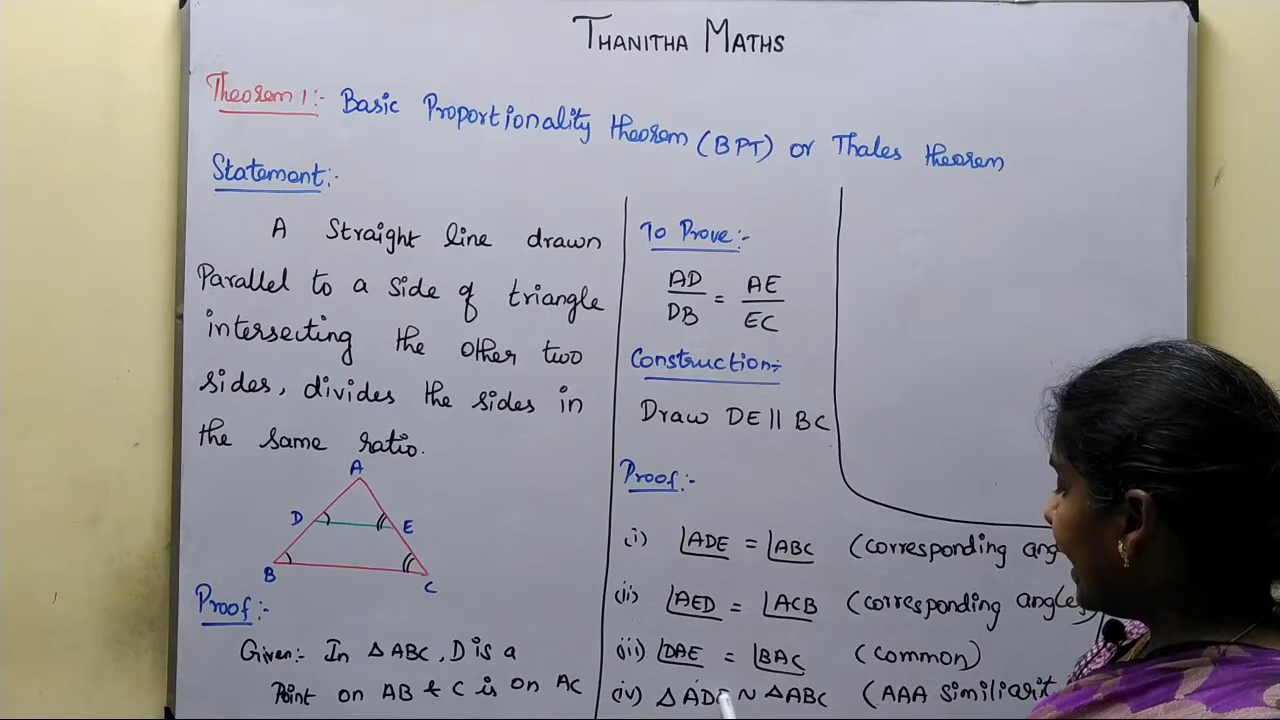 THANITHA MATHS
Theorem 1:- Basic Proportionality theorem (BPT) or Thales theorem
Statement:-
A Straight line drawn
Parallel to a side of triangle
intersecting the other two
sides, divides the sides in
the same ratio.
A
D E
B C
Proof:-
Given:- In △ABC, D is a
Point on AB & C is on AC
To Prove:-
AD/DB = AE/EC
Construction:-
Draw DE || BC
Proof:-
(i) ∠ADE = ∠ABC (corresponding
(ii) ∠AED = ∠ACB (corresponding angles)
(iii) ∠DAE = ∠BAC (common)
(iv) △ADE ~ △ABC (AAA